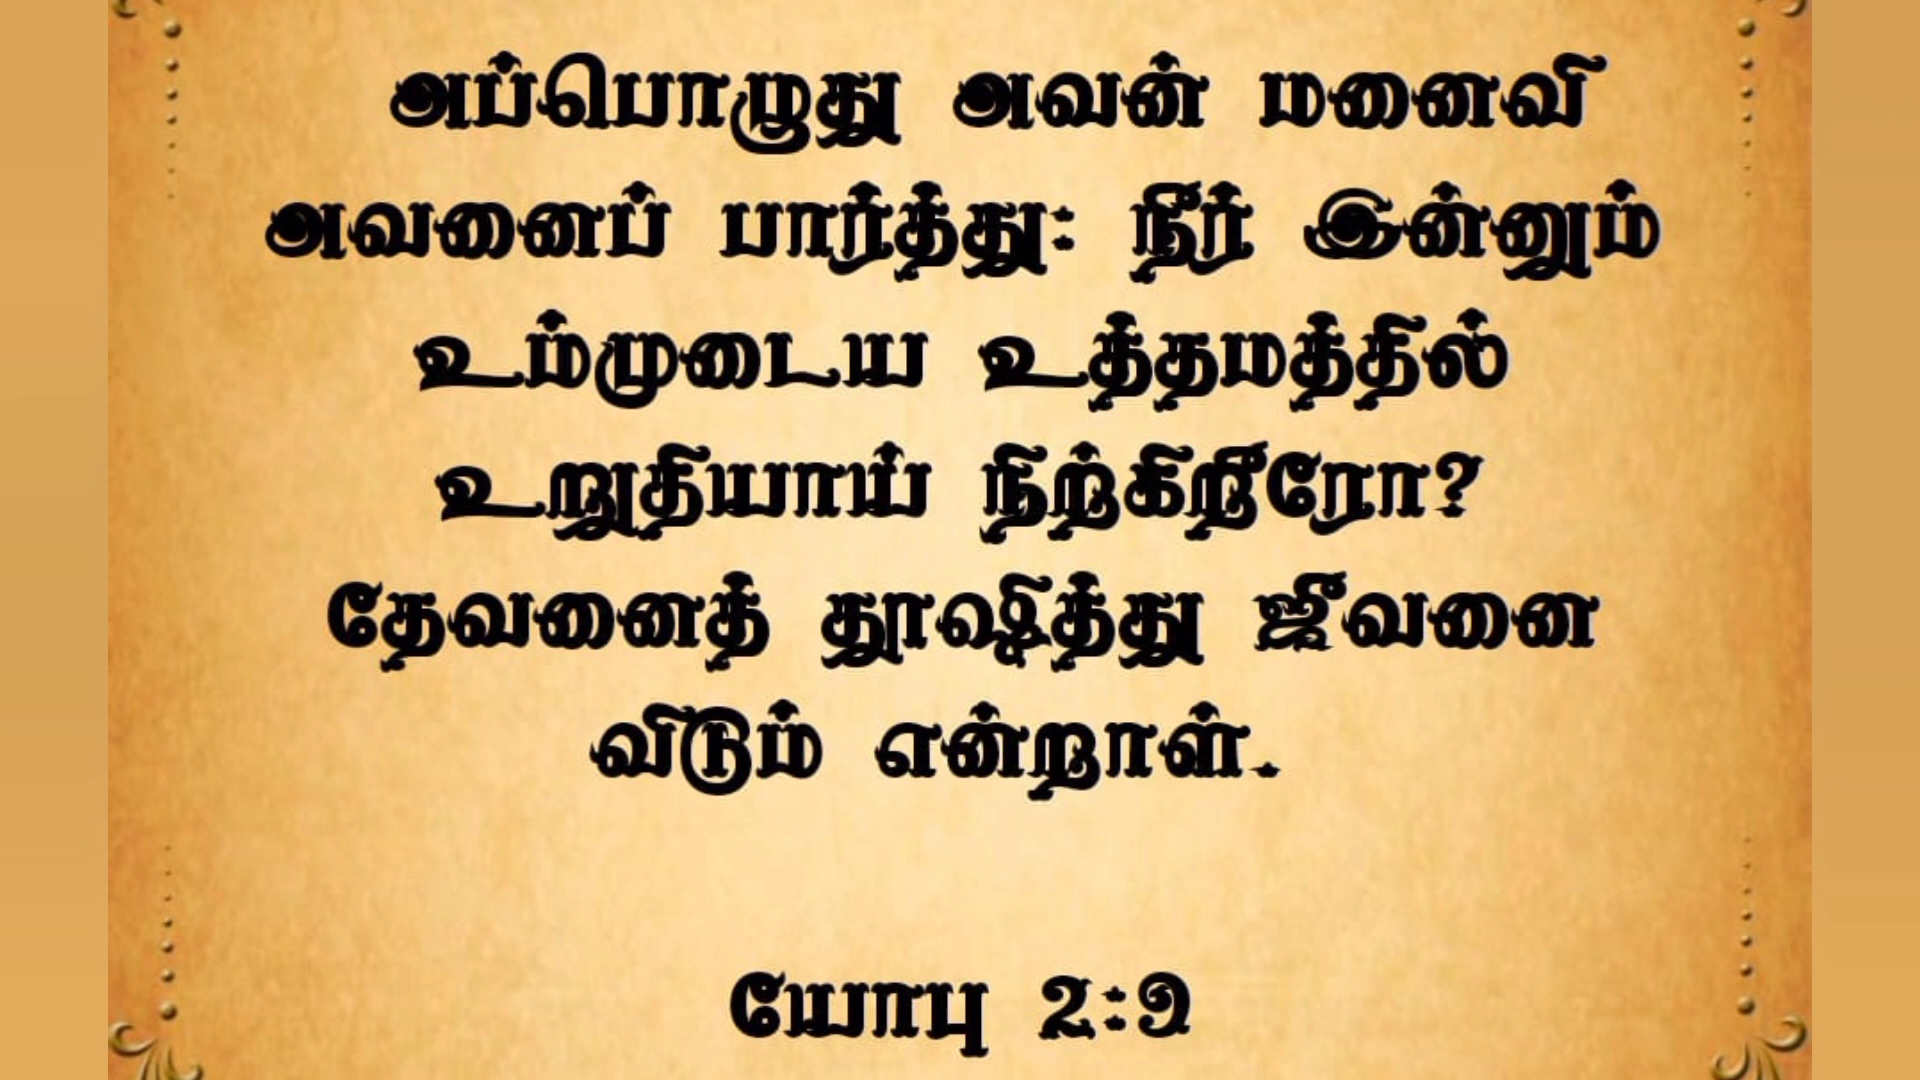 அப்பொழுது அவன் மனைவி
அவனைப் பார்த்து: நீர் இன்னும்
உம்முடைய உத்தமத்தில்
உறுதியாய் நிற்கிறீரோ?
தேவனைத் தூஷித்து ஜீவனை
விடும் என்றாள்.
யோபு 2:9